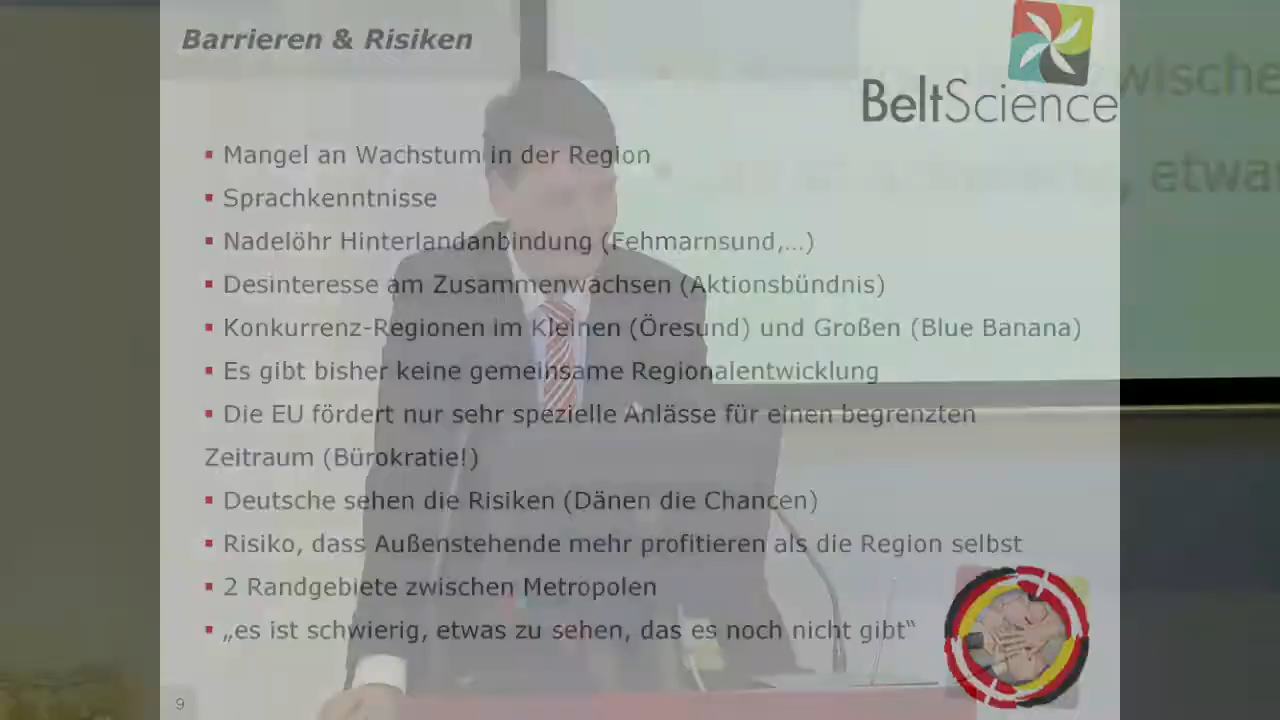 Barrieren & Risiken
BeltScience
▪ Mangel an Wachstum in der Region
▪ Sprachkenntnisse
▪ Nadelöhr Hinterlandanbindung (Fehmarnsund,...)
▪ Desinteresse am Zusammenwachsen (Aktionsbündnis)
▪ Konkurrenz-Regionen im Kleinen (Öresund) und Großen (Blue Banana)
▪ Es gibt bisher keine gemeinsame Regionalentwicklung
▪ Die EU fördert nur sehr spezielle Anlässe für einen begrenzten
Zeitraum (Bürokratie!)
▪ Deutsche sehen die Risiken (Dänen die Chancen)
▪ Risiko, dass Außenstehende mehr profitieren als die Region selbst
▪ 2 Randgebiete zwischen Metropolen
▪ „es ist schwierig, etwas zu sehen, das es noch nicht gibt“
9
, etwas